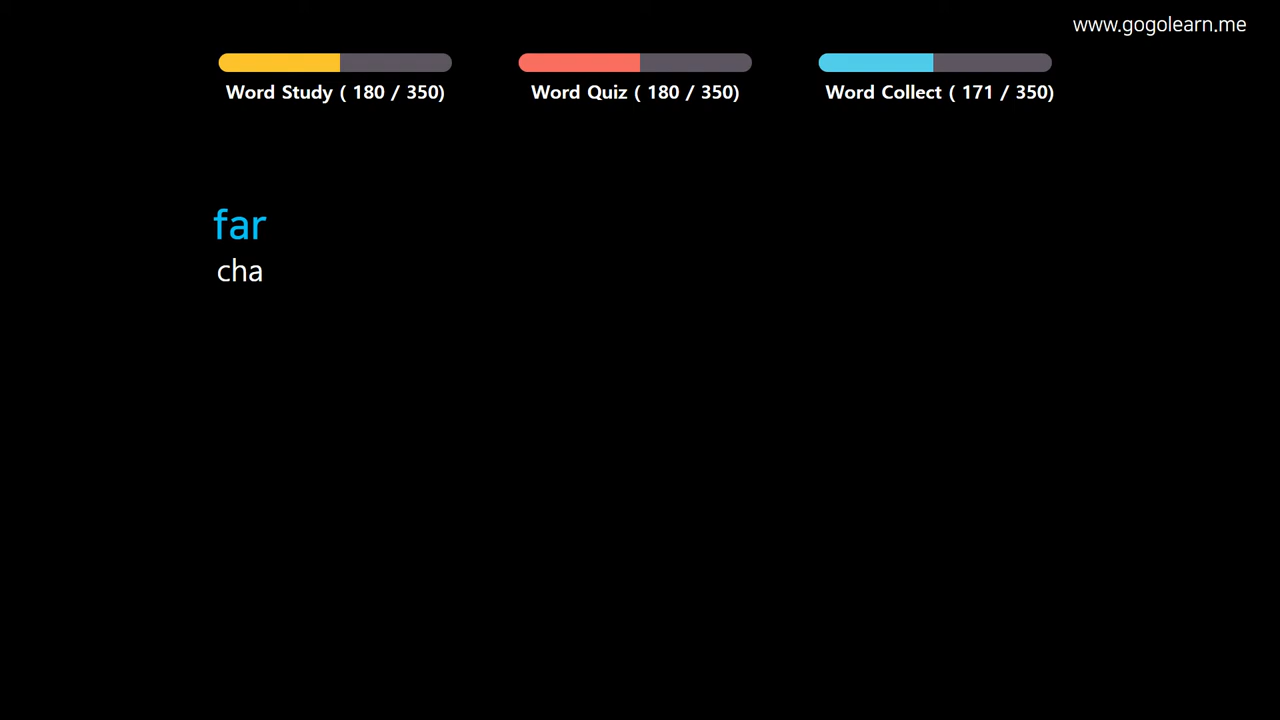 www.gogolearn.me
Word Study ( 180 / 350)
Word Quiz ( 180 / 350)
Word Collect ( 171 / 350)
far
cha